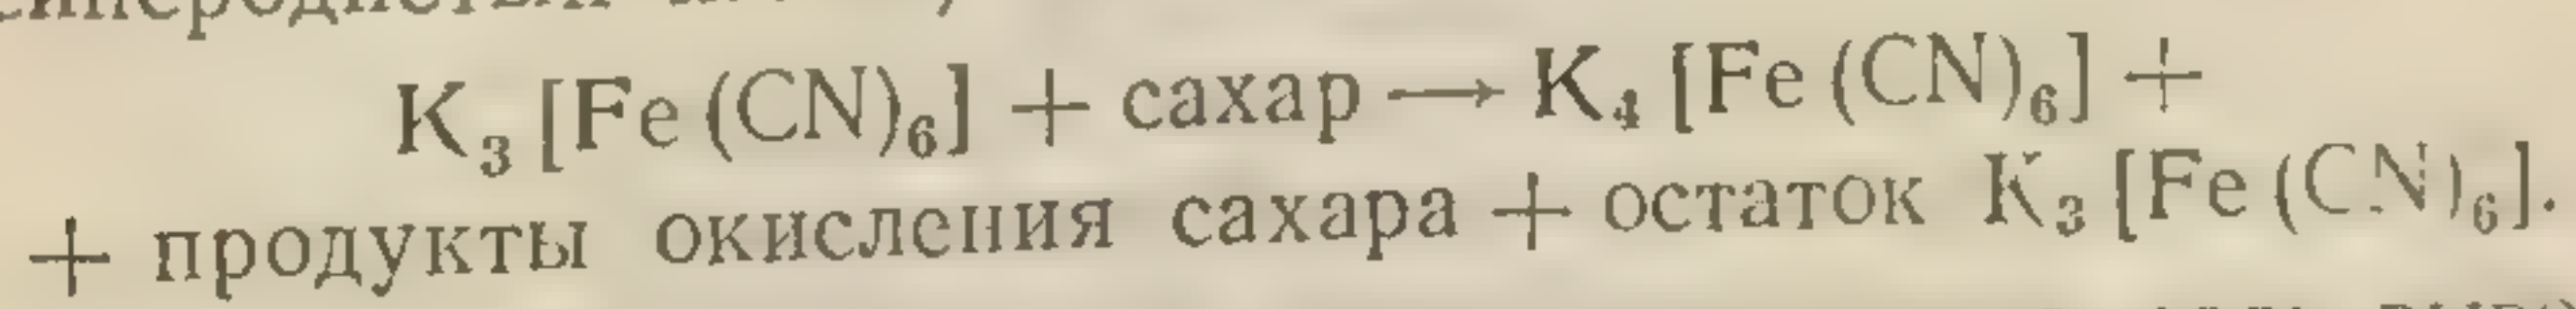 K₃ [Fe (CN)₆] + сахар → K₄ [Fe (CN)₆] +
+ продукты окисления сахара + остаток K₃ [Fe (CN)₆].